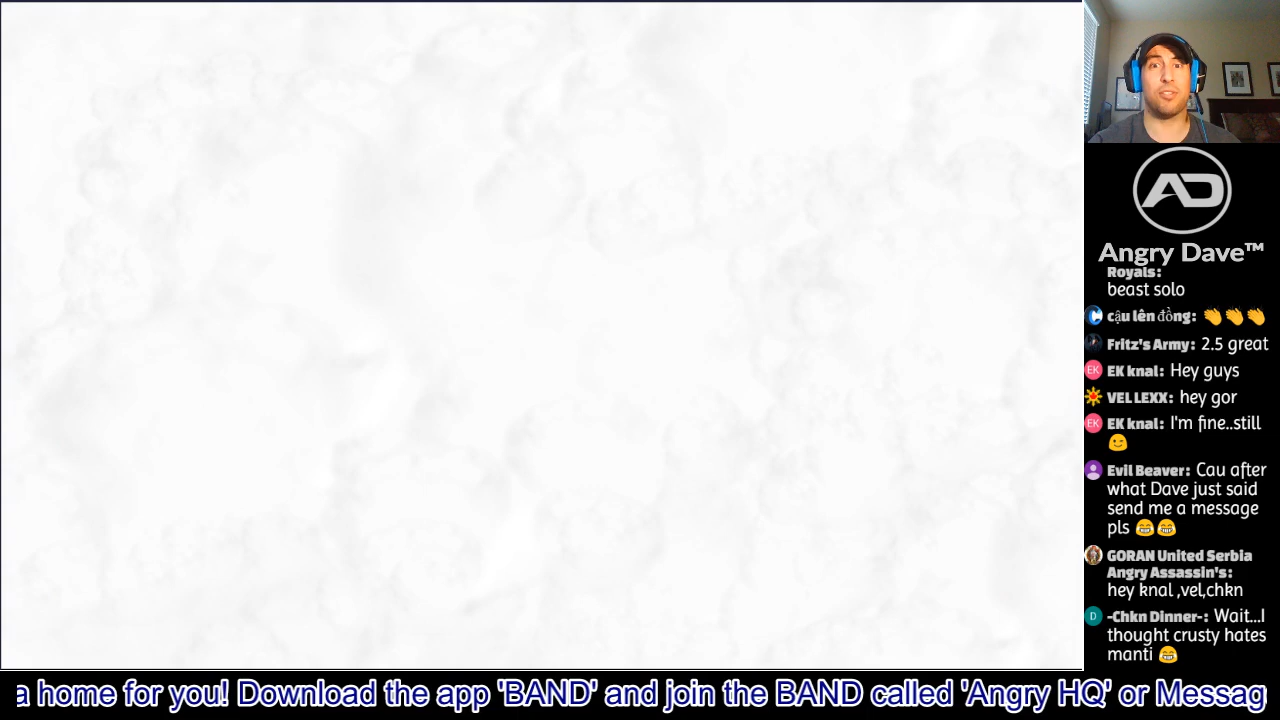 AD
Angry Dave™
Royals:
beast solo
cậu lên đồng: 👏👏👏
Fritz's Army: 2.5 great
EK EK knal: Hey guys
VEL LEXX: hey gor
EK EK knal: I'm fine..still
😉
Evil Beaver: Cau after
what Dave just said
send me a message
pls 😂😂
GORAN United Serbia
Angry Assassin's:
hey knal ,vel,chkn
D -Chkn Dinner-: Wait...I
thought crusty hates
manti 😂
a home for you! Download the app 'BAND' and join the BAND called 'Angry HQ' or Messag